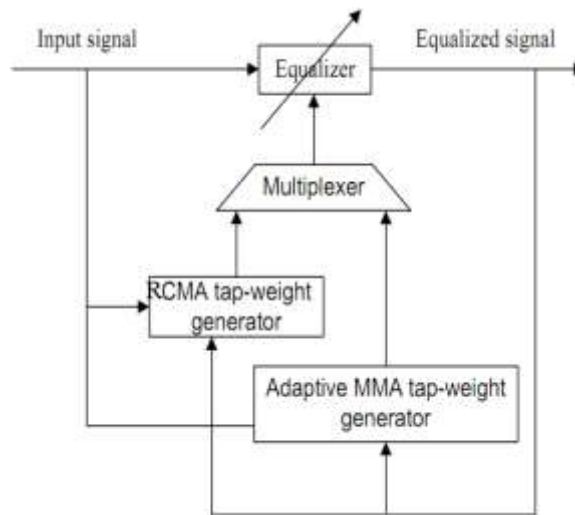 Input signal
Equalized signal
Equalizer
Multiplexer
RCMA tap-weight
generator
Adaptive MMA tap-weight
generator